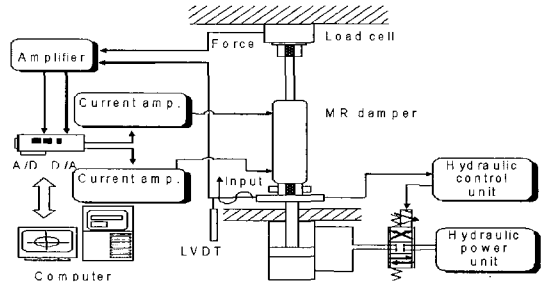 Amplifier
Force
Load cell
Current amp.
MR damper
A/D D/A
Current amp.
Input
Hydraulic
control
unit
LVDT
Hydraulic
power
unit
Computer